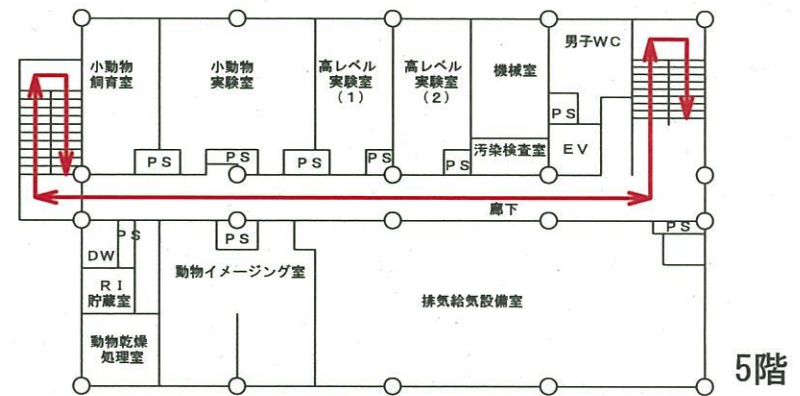 小動物
飼育室
小動物
実験室
高レベル
実験室
(1)
高レベル
実験室
(2)
機械室
男子WC
PS
PS
PS
PS
PS
PS
汚染検査室
EV
廊下
PS
DW
PS
PS
RI
貯蔵室
動物イメージング室
排気給気設備室
動物乾燥
処理室
5階